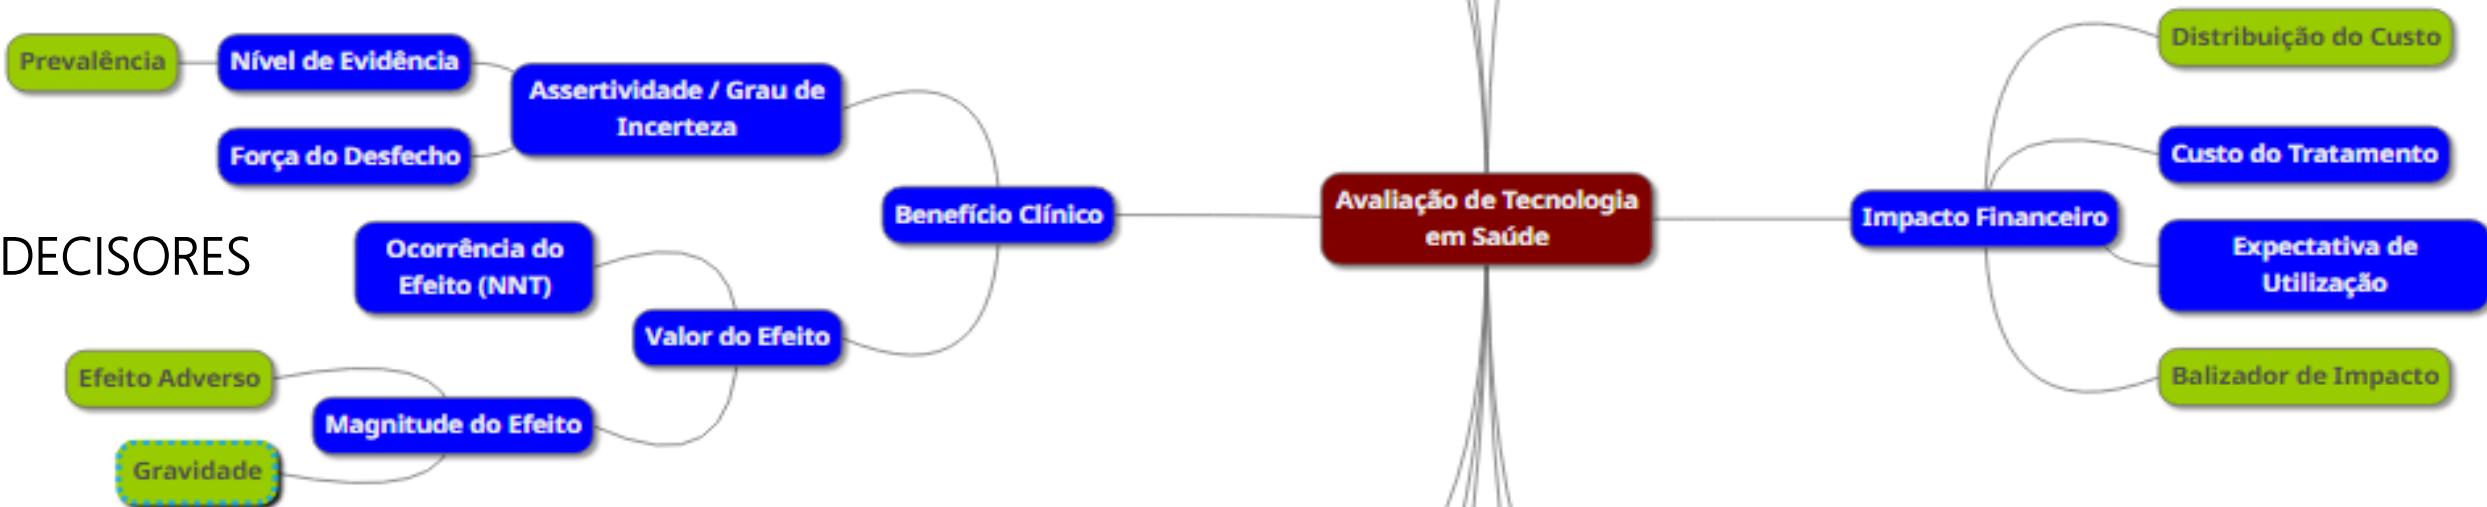 Prevalência
Nível de Evidência
Força do Desfecho
Assertividade / Grau de
Incerteza
DECISORES
Ocorrência do
Efeito (NNT)
Valor do Efeito
Efeito Adverso
Magnitude do Efeito
Gravidade
Benefício Clínico
Avaliação de Tecnologia
em Saúde
Impacto Financeiro
Distribuição do Custo
Custo do Tratamento
Expectativa de
Utilização
Balizador de Impacto